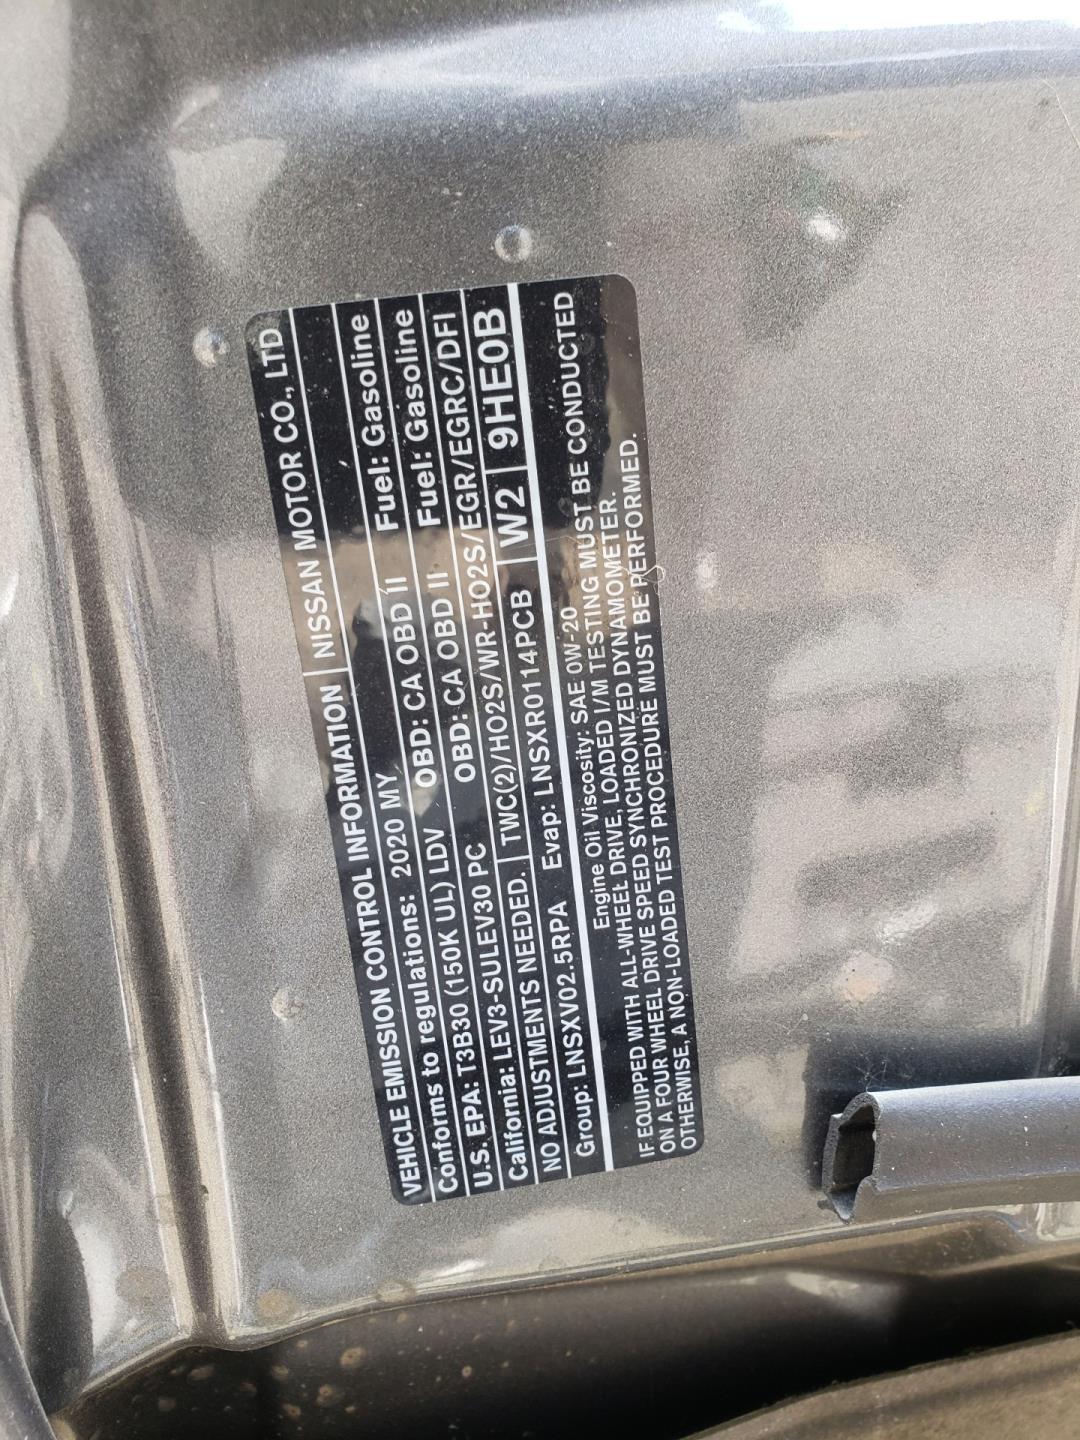 VEHICLE EMISSION CONTROL INFORMATION NISSAN MOTOR CO., LTD
Conforms to regulations: 2020 MY
U.S. EPA: T3B30 (150K UL) LDV OBD: CA OBD II Fuel: Gasoline
California: LEV3-SULEV30 PC OBD: CA OBD II Fuel: Gasoline
NO ADJUSTMENTS NEEDED. TWC(2)/HO2S/WR-HO2S/EGR/EGRC/DFI
Group: LNSXV02.5RPA Evap: LNSXR0114PCB W2 9HE0B
Engine Oil Viscosity: SAE 0W-20
IF EQUIPPED WITH ALL-WHEEL DRIVE, LOADED I/M TESTING MUST BE CONDUCTED
ON A FOUR WHEEL DRIVE SPEED SYNCHRONIZED DYNAMOMETER.
OTHERWISE, A NON-LOADED TEST PROCEDURE MUST BE PERFORMED.